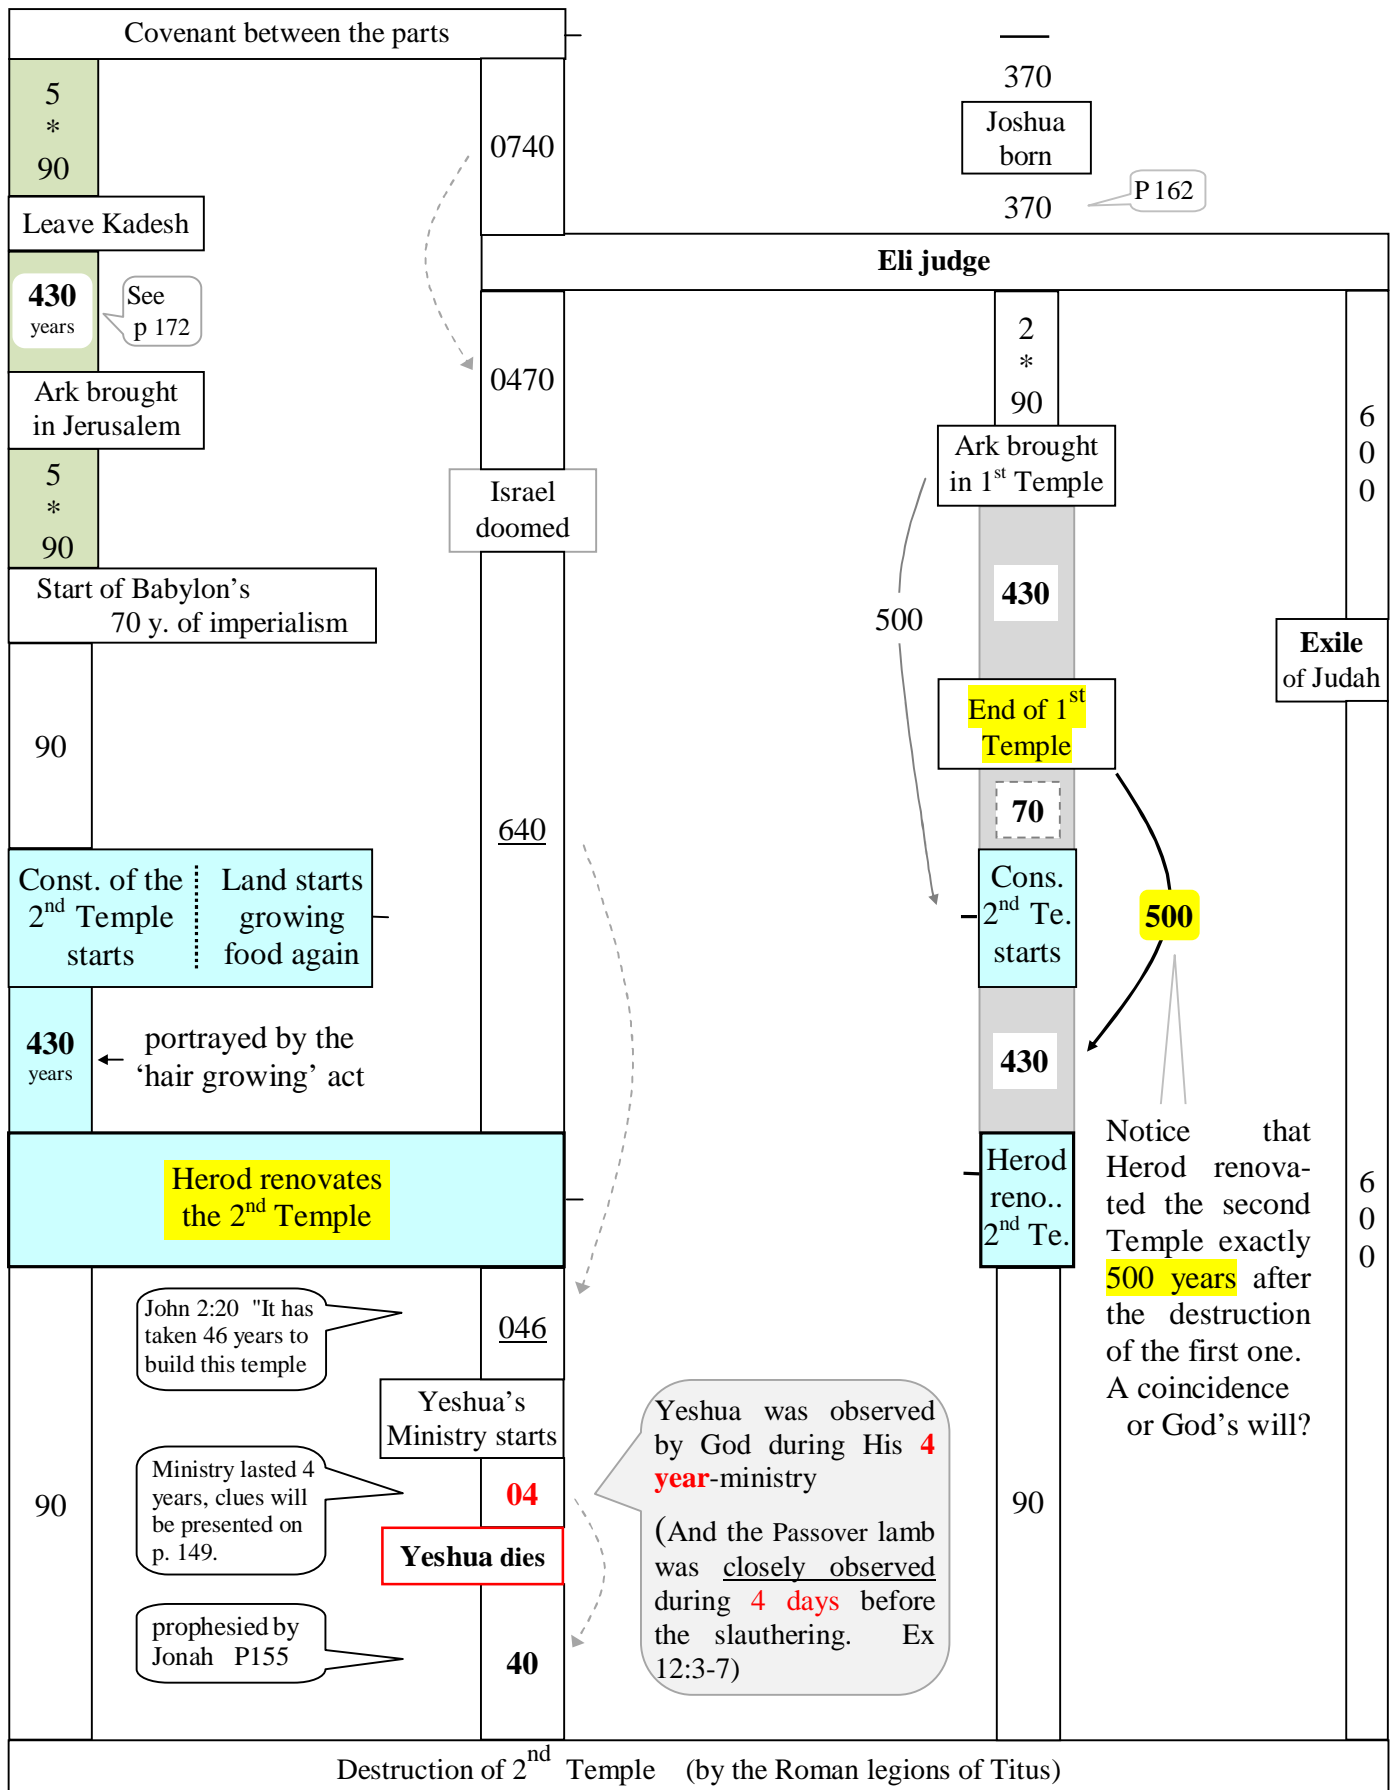 Covenant between the parts
5
*
90
Leave Kadesh
430
years
See
p 172
Ark brought
in Jerusalem
5
*
90
Start of Babylon’s
70 y. of imperialism
90
Const. of the
2nd Temple
starts
Land starts
growing
food again
430
years
portrayed by the
‘hair growing’ act
Herod renovates
the 2nd Temple
90
0740
0470
Israel
doomed
640
John 2:20 "It has
taken 46 years to
build this temple
046
Yeshua’s
Ministry starts
Ministry lasted 4
years, clues will
be presented on
p. 149.
04
Yeshua dies
prophesied by
Jonah P155
40
Yeshua was observed
by God during His 4
year-ministry
(And the Passover lamb
was closely observed
during 4 days before
the slauthering. Ex
12:3-7)
370
Joshua
born
370
P 162
Eli judge
2
*
90
Ark brought
in 1st Temple
500
430
End of 1st
Temple
70
Cons.
2nd Te.
starts
500
430
Herod
reno..
2nd Te.
90
Notice that
Herod renova-
ted the second
Temple exactly
500 years after
the destruction
of the first one.
A coincidence
or God’s will?
6
0
0
Exile
of Judah
6
0
0
Destruction of 2nd Temple (by the Roman legions of Titus)